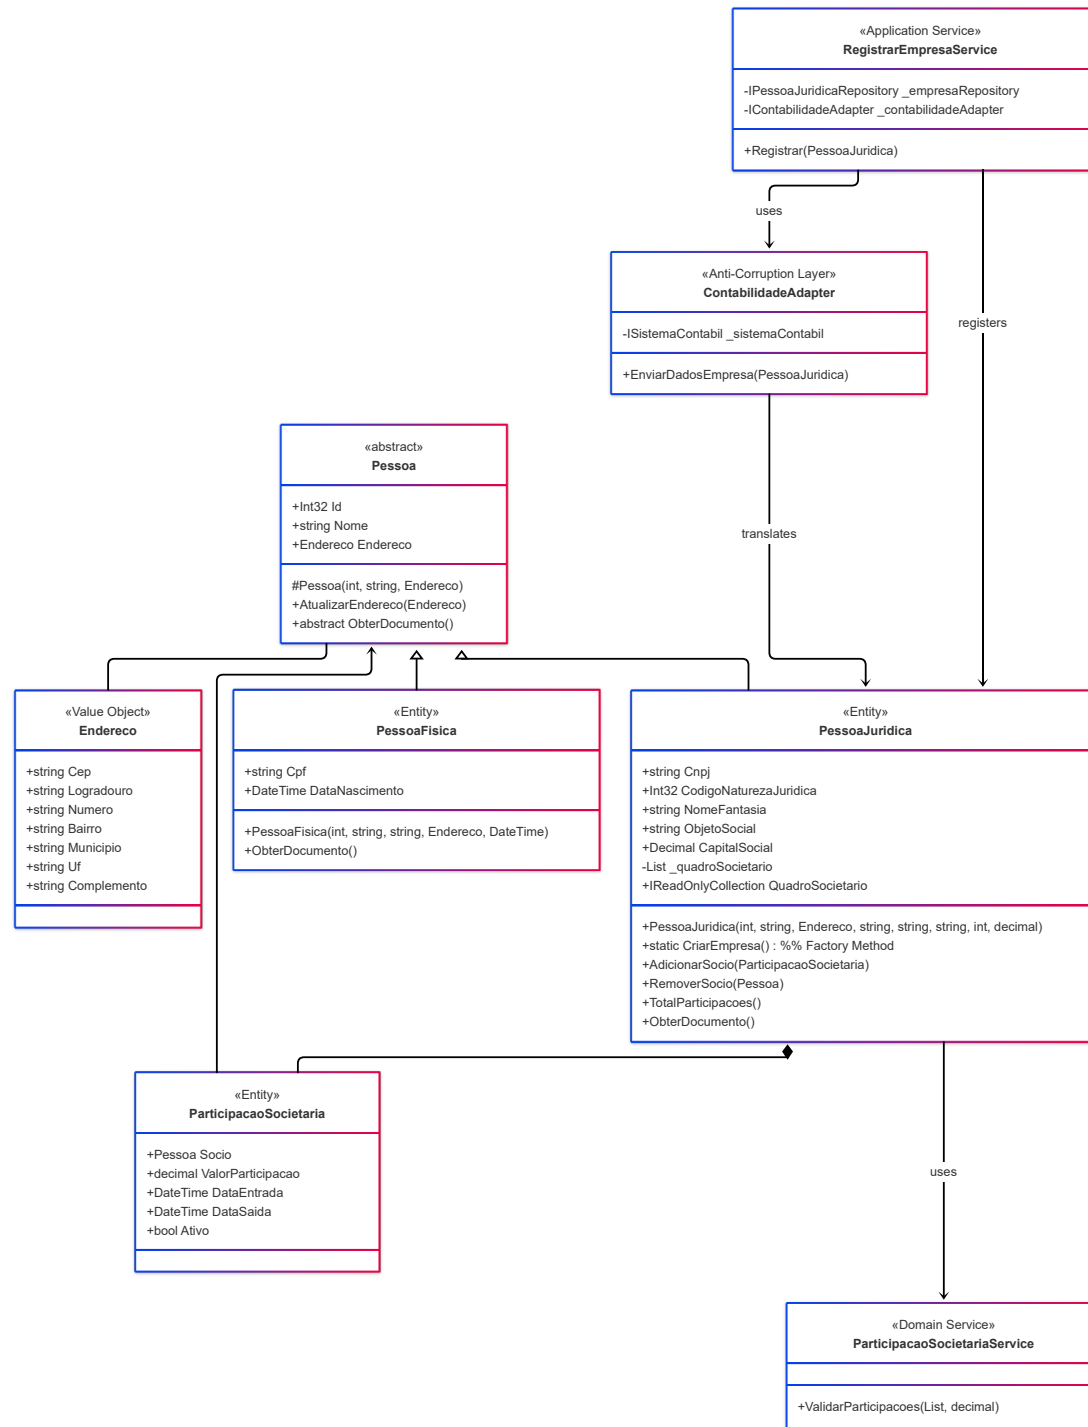 «Application Service»
RegistrarEmpresaService
-IPessoaJuridicaRepository _empresaRepository
-IContabilidadeAdapter _contabilidadeAdapter
+Registrar(PessoaJuridica)
uses
«Anti-Corruption Layer»
ContabilidadeAdapter
-ISistemaContabil _sistemaContabil
+EnviarDadosEmpresa(PessoaJuridica)
registers
«abstract»
Pessoa
+Int32 Id
+string Nome
+Endereco Endereco
#Pessoa(int, string, Endereco)
+AtualizarEndereco(Endereco)
+abstract ObterDocumento()
translates
«Value Object»
Endereco
+string Cep
+string Logradouro
+string Numero
+string Bairro
+string Municipio
+string Uf
+string Complemento
«Entity»
PessoaFisica
+string Cpf
+DateTime DataNascimento
+PessoaFisica(int, string, string, Endereco, DateTime)
+ObterDocumento()
«Entity»
PessoaJuridica
+string Cnpj
+Int32 CodigoNaturezaJuridica
+string NomeFantasia
+string ObjetoSocial
+Decimal CapitalSocial
-List _quadroSocietario
+IReadOnlyCollection QuadroSocietario
+PessoaJuridica(int, string, Endereco, string, string, string, int, decimal)
+static CriarEmpresa() : %% Factory Method
+AdicionarSocio(ParticipacaoSocietaria)
+RemoverSocio(Pessoa)
+TotalParticipacoes()
+ObterDocumento()
«Entity»
ParticipacaoSocietaria
+Pessoa Socio
+decimal ValorParticipacao
+DateTime DataEntrada
+DateTime DataSaida
+bool Ativo
uses
«Domain Service»
ParticipacaoSocietariaService
+ValidarParticipacoes(List, decimal)